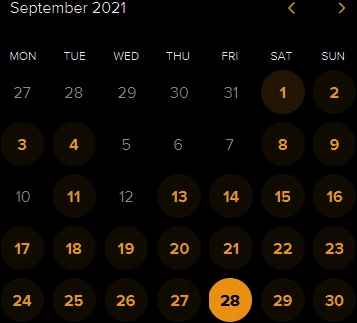 September 2021
MON TUE WED THU FRI SAT SUN
27 28 29 30 31 1 2
3 4 5 6 7 8 9
10 11 12 13 14 15 16
17 18 19 20 21 22 23
24 25 26 27 28 29 30